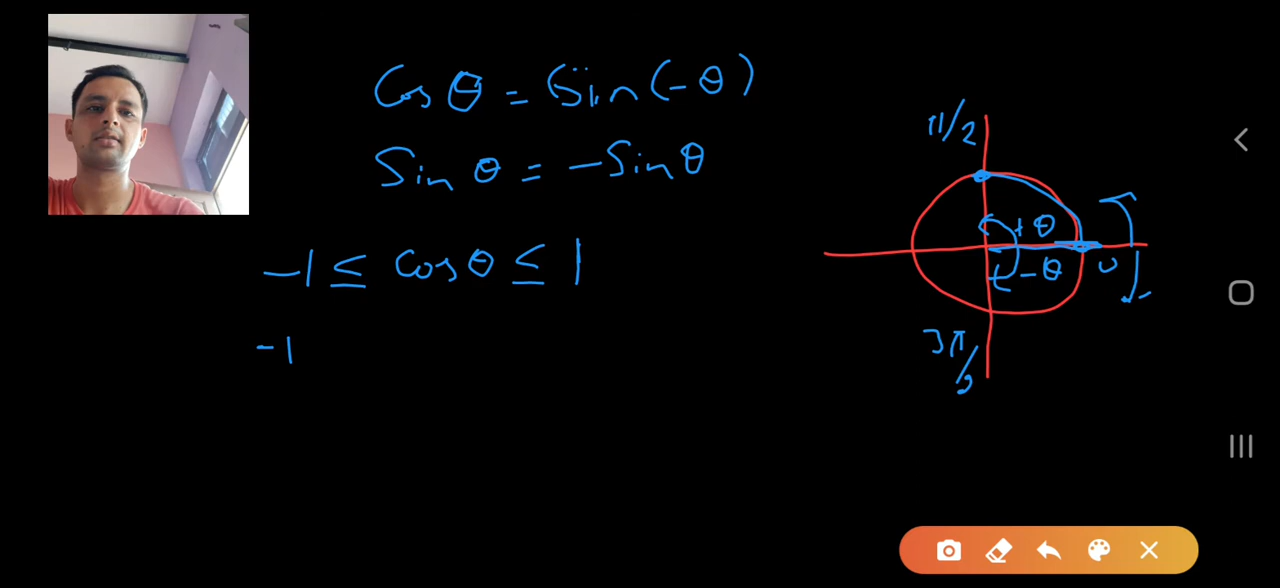 Cos θ = Sin (-θ)
Sin θ = -Sin θ
-1 ≤ cos θ ≤ 1
-1
π/2
+ θ
- θ
0
3π/2